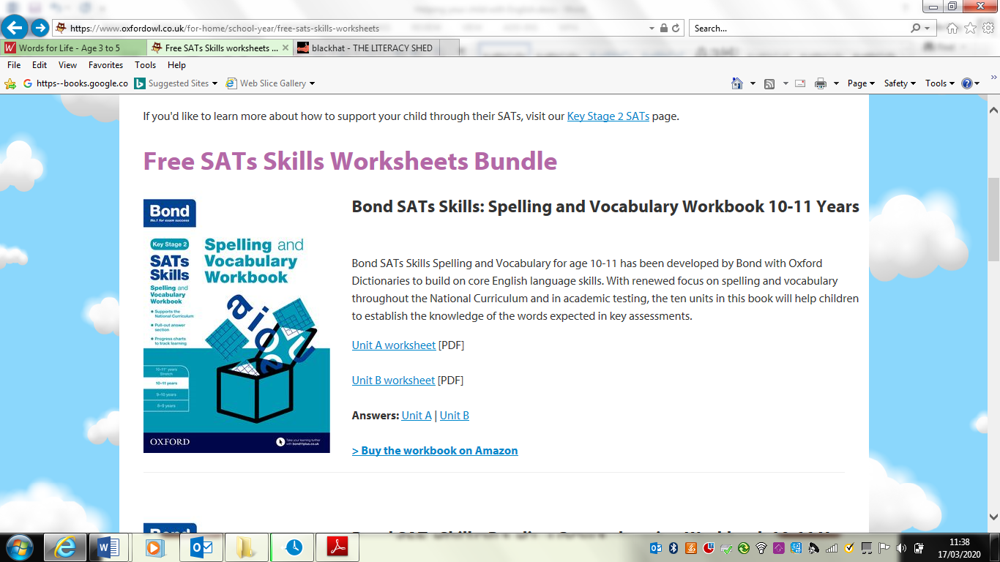 https://www.oxfordowl.co.uk/for-home/school-year/free-sats-skills-worksheets
Search...
Words for Life - Age 3 to 5
Free SATs Skills worksheets ...
blackhat - THE LITERACY SHED
File Edit View Favorites Tools Help
https--books.google.co Suggested Sites Web Slice Gallery
Page Safety Tools
If you'd like to learn more about how to support your child through their SATs, visit our Key Stage 2 SATs page.
Free SATs Skills Worksheets Bundle
Bond
No.1 for exam success
Key Stage 2
SATs
Skills
Spelling and
Vocabulary
Workbook
• Supports the
National Curriculum
• Pull-out answer
section
• Progress charts
to track learning
Spelling and
Vocabulary
Workbook
a i o u e
10-11+ years
Stretch
10-11 years
9-10 years
8-9 years
OXFORD
Take your learning further
with bond11plus.co.uk
Bond SATs Skills: Spelling and Vocabulary Workbook 10-11 Years
Bond SATs Skills Spelling and Vocabulary for age 10-11 has been developed by Bond with Oxford
Dictionaries to build on core English language skills. With renewed focus on spelling and vocabulary
throughout the National Curriculum and in academic testing, the ten units in this book will help children
to establish the knowledge of the words expected in key assessments.
Unit A worksheet [PDF]
Unit B worksheet [PDF]
Answers: Unit A | Unit B
> Buy the workbook on Amazon
Bond
11:38
17/03/2020